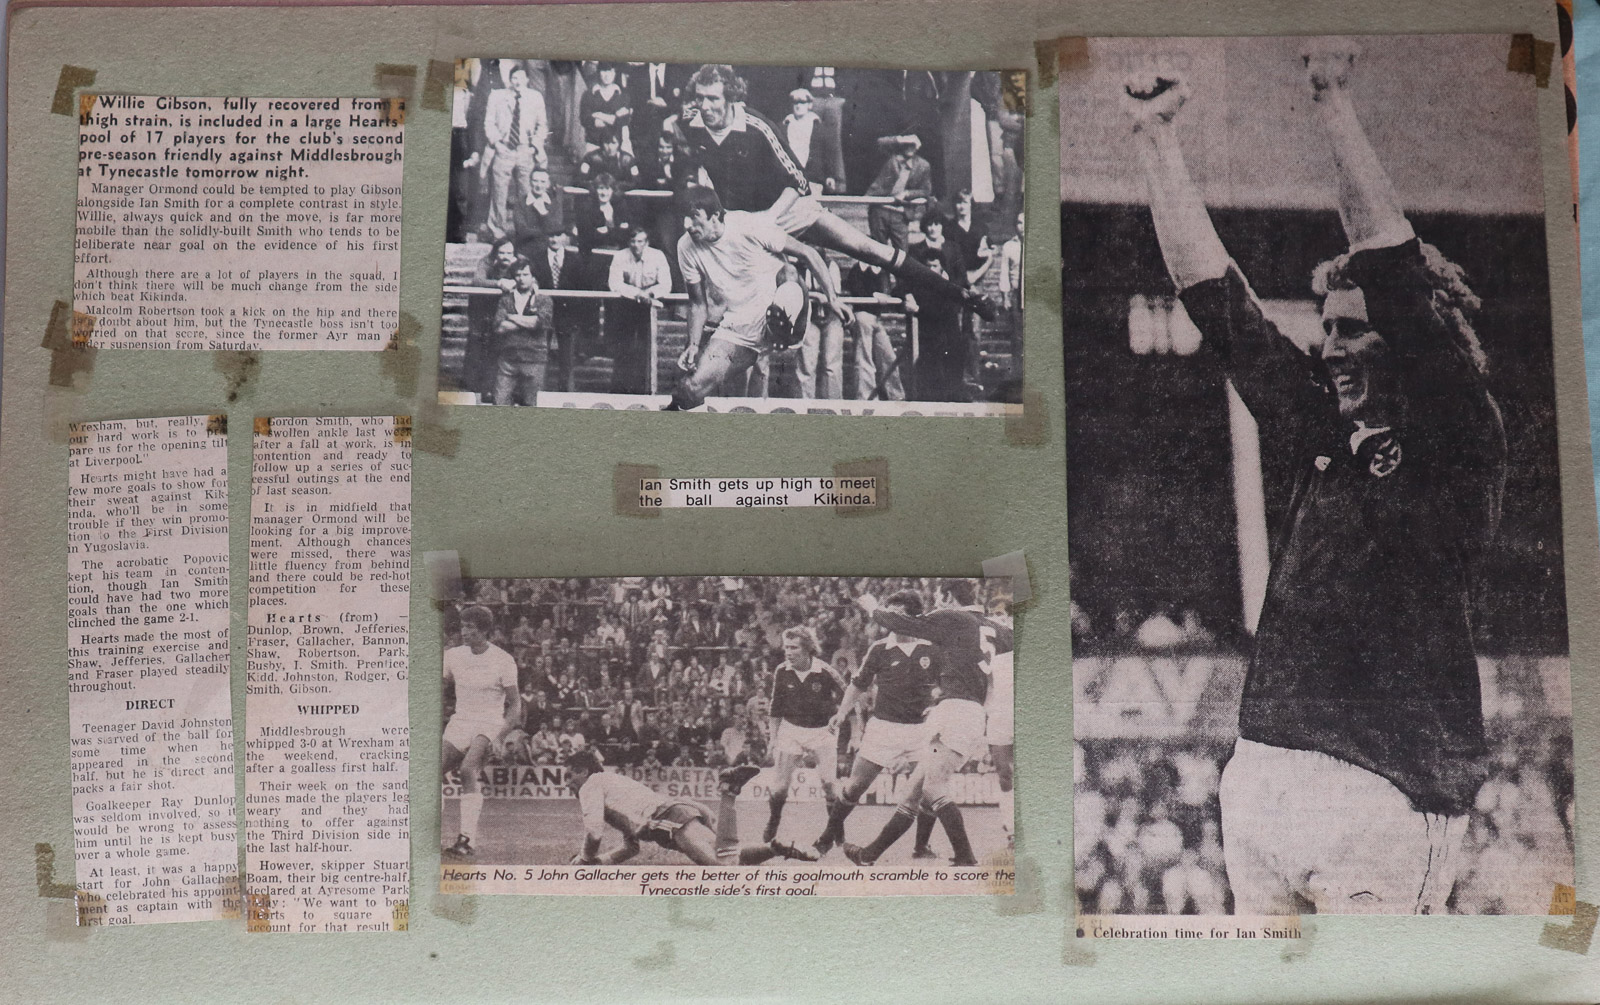 Willie Gibson, fully recovered from a
thigh strain, is included in a large Hearts'
pool of 17 players for the club's second
pre-season friendly against Middlesbrough
at Tynecastle tomorrow night.
Manager Ormond could be tempted to play Gibson
alongside Ian Smith for a complete contrast in style.
Willie, always quick and on the move, is far more
mobile than the solidly-built Smith who tends to be
deliberate near goal on the evidence of his first
effort.
Although there are a lot of players in the squad, I
don't think there will be much change from the side
which beat Kikinda.
Malcolm Robertson took a kick on the hip and there
is a doubt about him, but the Tynecastle boss isn't too
worried on that score, since the former Ayr man is
under suspension from Saturday.
Wrexham, but, really,
our hard work is to pre-
pare us for the opening tilt
at Liverpool."
Hearts might have had a
few more goals to show for
their sweat against Kik-
inda, who'll be in some
trouble if they win promo-
tion to the First Division
in Yugoslavia.
The acrobatic Popovic
kept his team in conten-
tion, though Ian Smith
could have had two more
goals than the one which
clinched the game 2-1.
Hearts made the most of
this training exercise and
Shaw, Jefferies, Gallacher
and Fraser played steadily
throughout.
DIRECT
Teenager David Johnston
was starved of the ball for
some time when he
appeared in the second
half, but he is direct and
packs a fair shot.
Goalkeeper Ray Dunlop
was seldom involved, so it
would be wrong to assess
him until he is kept busy
over a whole game.
At least, it was a happy
start for John Gallacher
who celebrated his appoint-
ment as captain with the
first goal.
Gordon Smith, who had
a swollen ankle last week
after a fall at work, is in
contention and ready to
follow up a series of suc-
cessful outings at the end
of last season.
It is in midfield that
manager Ormond will be
looking for a big improve-
ment. Although chances
were missed, there was
little fluency from behind
and there could be red-hot
competition for these
places.
Hearts (from) —
Dunlop, Brown, Jefferies,
Fraser, Gallacher, Bannon,
Shaw, Robertson, Park,
Busby, I. Smith, Prentice,
Kidd, Johnston, Rodger, G.
Smith, Gibson.
WHIPPED
Middlesbrough were
whipped 3-0 at Wrexham at
the weekend, cracking
after a goalless first half.
Their week on the sand
dunes made the players leg
weary and they had
nothing to offer against
the Third Division side in
the last half-hour.
However, skipper Stuart
Boam, their big centre-half,
declared at Ayresome Park
today: "We want to beat
Hearts to square the
account for that result at
Ian Smith gets up high to meet
the ball against Kikinda.
5
DE GAETA
SALES
6
Hearts No. 5 John Gallacher gets the better of this goalmouth scramble to score the
Tynecastle side's first goal.
● Celebration time for Ian Smith